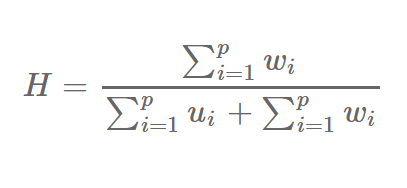 H = \frac{\sum_{i=1}^{p} w_i}{\sum_{i=1}^{p} u_i + \sum_{i=1}^{p} w_i}